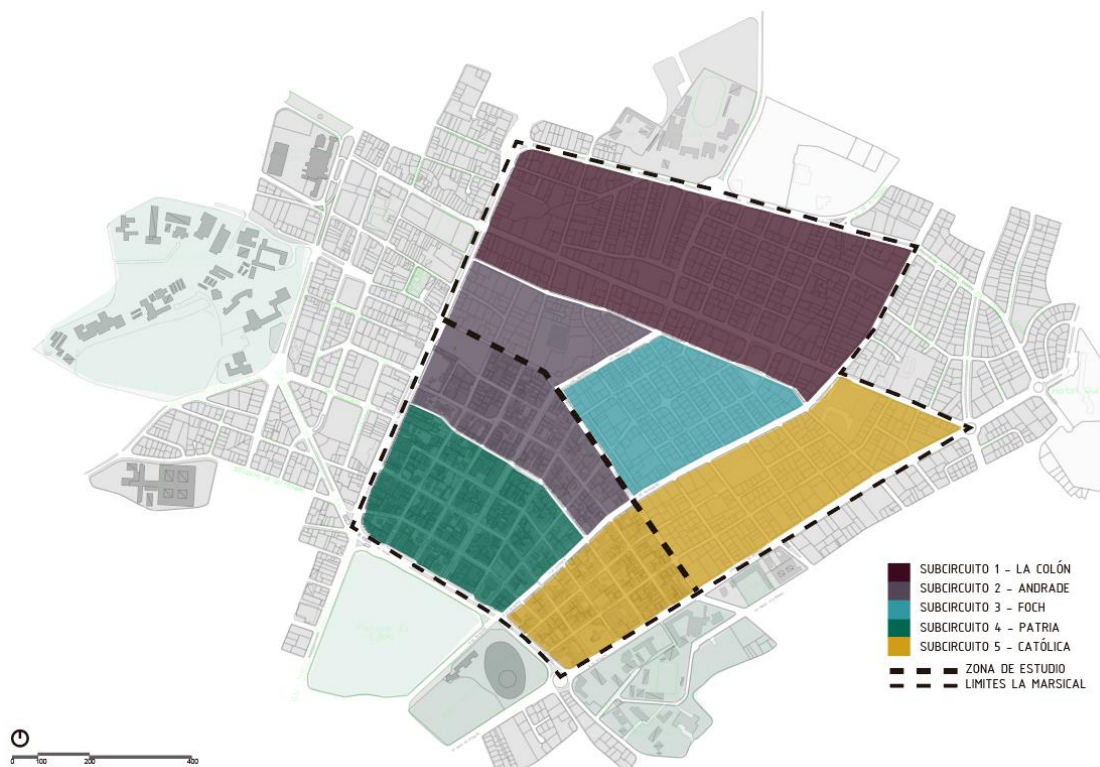 SUBCIRCUITO 1 - LA COLÓN
SUBCIRCUITO 2 - ANDRADE
SUBCIRCUITO 3 - FOCH
SUBCIRCUITO 4 - PATRIA
SUBCIRCUITO 5 - CATÓLICA
ZONA DE ESTUDIO
LIMITES LA MARSICAL
0 100 200 400